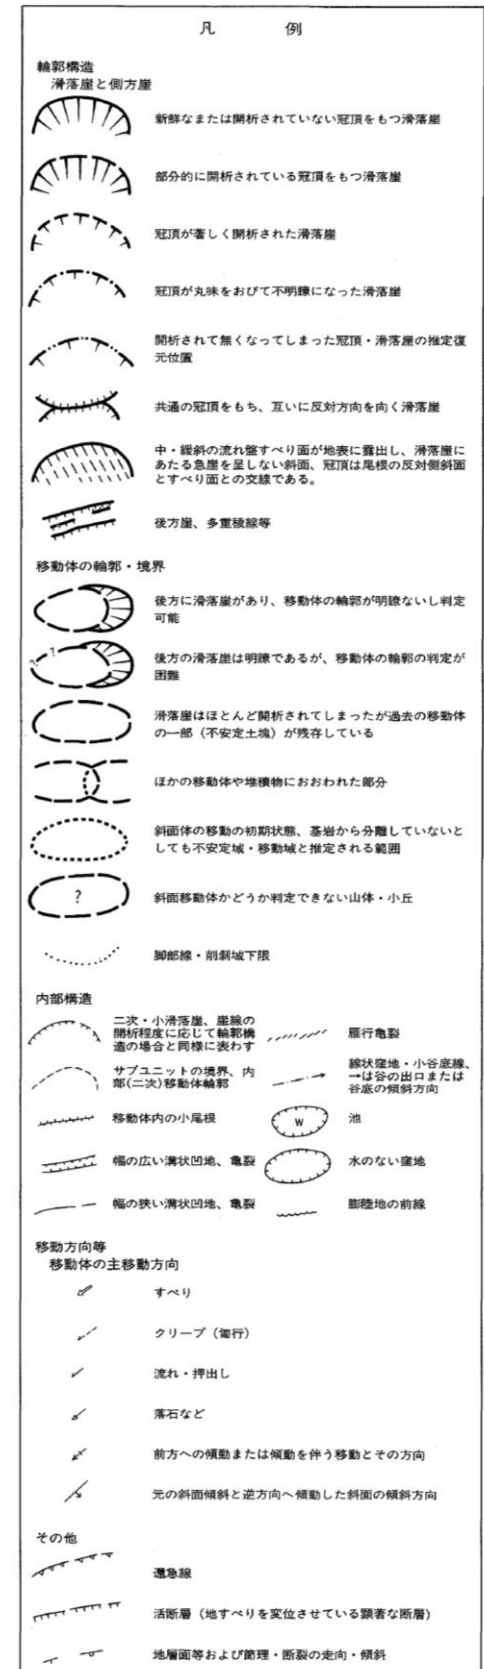 凡 例
輪郭構造
滑落崖と側方崖
新鮮なまたは開析されていない冠頂をもつ滑落崖
部分的に開析されている冠頂をもつ滑落崖
冠頂が著しく開析された滑落崖
冠頂が丸味をおびて不明瞭になった滑落崖
開析されて無くなってしまった冠頂・滑落崖の推定復
元位置
共通の冠頂をもち、互いに反対方向を向く滑落崖
中・緩斜の流れ盤すべり面が地表に露出し、滑落崖に
あたる急崖を呈しない斜面、冠頂は尾根の反対側斜面
とすべり面との交線である。
後方崖、多重稜線等
移動体の輪郭・境界
後方に滑落崖があり、移動体の輪郭が明瞭ないし判定
可能
?
後方の滑落崖は明瞭であるが、移動体の輪郭の判定が
困難
滑落崖はほとんど開析されてしまったが過去の移動体
の一部（不安定土塊）が残存している
ほかの移動体や堆積物におおわれた部分
斜面体の移動の初期状態、基岩から分離していないと
しても不安定域・移動域と推定される範囲
?
斜面移動体かどうか判定できない山体・小丘
脚部線・削剝域下限
内部構造
二次・小滑落崖、崖線の
開析程度に応じて輪郭構
造の場合と同様に表わす
雁行亀裂
サブユニットの境界、内
部(二次)移動体輪郭
線状窪地・小谷底線、
→は谷の出口または
谷底の傾斜方向
移動体内の小尾根
W
池
幅の広い溝状凹地、亀裂
水のない窪地
幅の狭い溝状凹地、亀裂
膨陸地の前線
移動方向等
移動体の主移動方向
すべり
クリープ（匍行）
流れ・押出し
落石など
前方への傾動または傾動を伴う移動とその方向
元の斜面傾斜と逆方向へ傾動した斜面の傾斜方向
その他
遷急線
活断層（地すべりを変位させている顕著な断層）
地層面等および節理・断裂の走向・傾斜